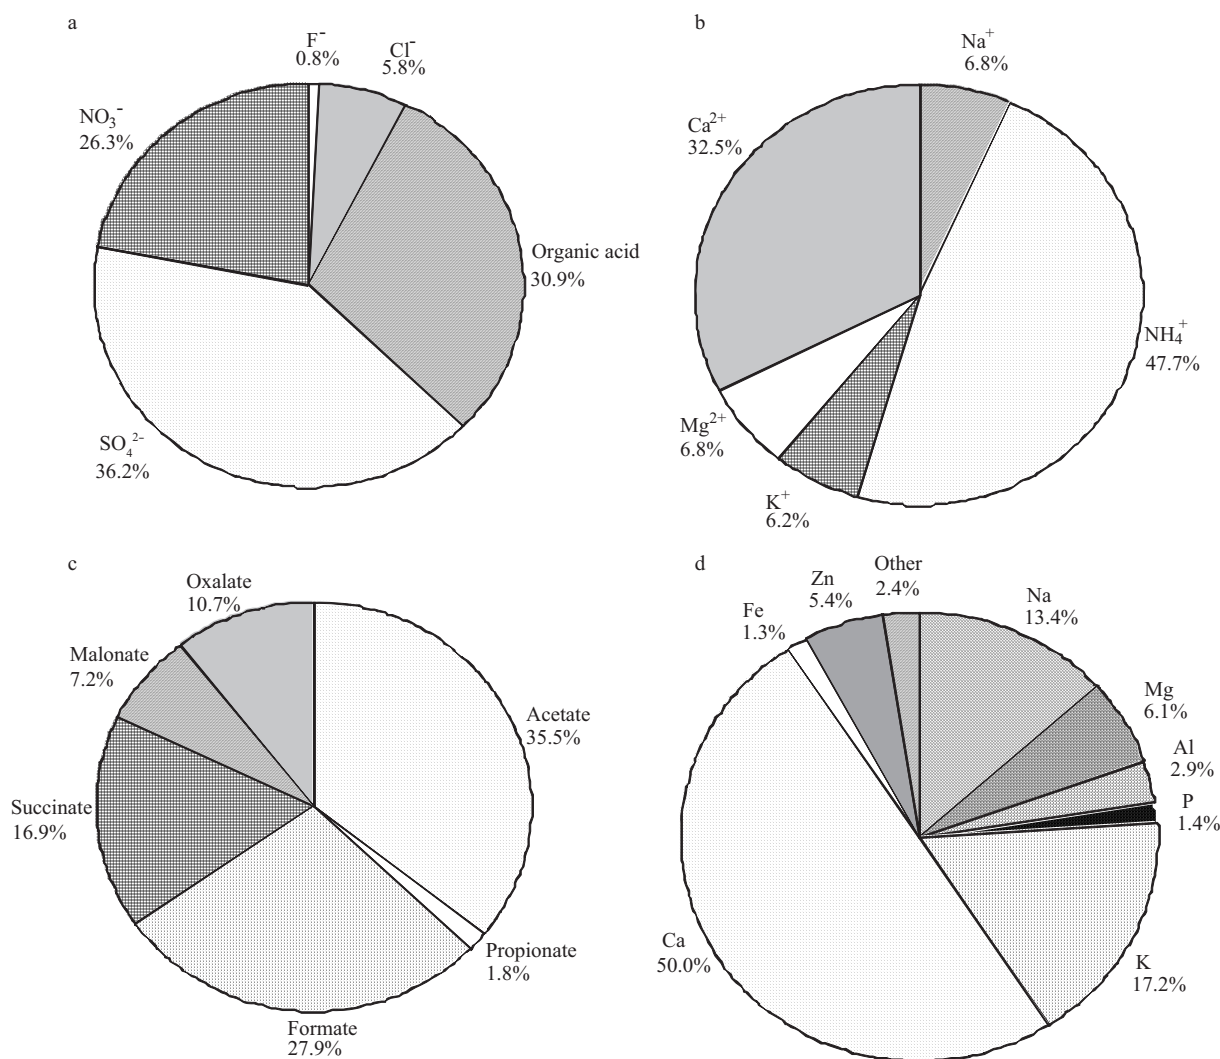 a
F⁻
0.8%
Cl⁻
5.8%
NO₃⁻
26.3%
Organic acid
30.9%
SO₄²⁻
36.2%
b
Na⁺
6.8%
Ca²⁺
32.5%
NH₄⁺
47.7%
Mg²⁺
6.8%
K⁺
6.2%
c
Oxalate
10.7%
Malonate
7.2%
Acetate
35.5%
Succinate
16.9%
Propionate
1.8%
Formate
27.9%
d
Other
2.4%
Zn
5.4%
Fe
1.3%
Na
13.4%
Mg
6.1%
Al
2.9%
P
1.4%
Ca
50.0%
K
17.2%